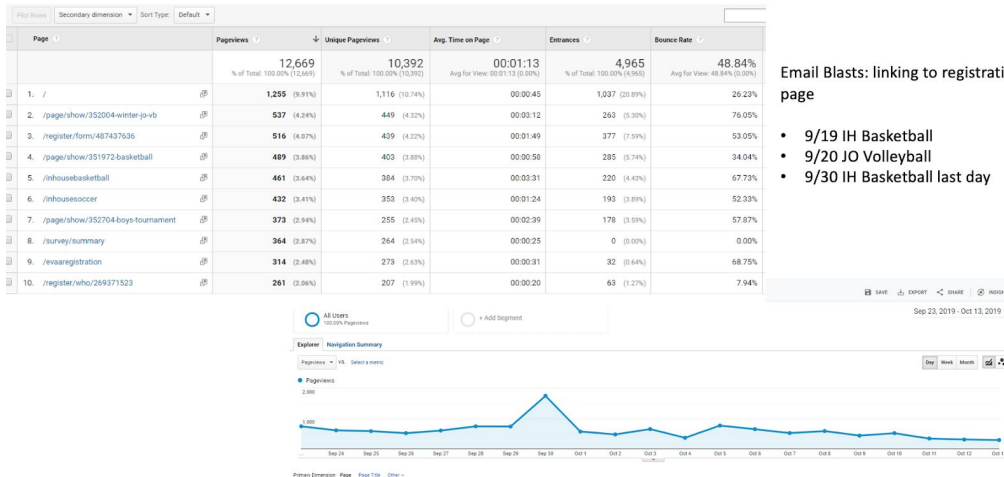 Plot Rows Secondary dimension Sort Type: Default
Page Pageviews Unique Pageviews Avg. Time on Page Entrances Bounce Rate
12,669 10,392 00:01:13 4,965 48.84%
% of Total: 100.00% (12,669) % of Total: 100.00% (10,392) Avg for View: 00:01:13 (0.00%) % of Total: 100.00% (4,965) Avg for View: 48.84% (0.00%)
1. / 1,255 (9.91%) 1,116 (10.74%) 00:00:45 1,037 (20.89%) 26.23%
2. /page/show/352004-winter-jo-vb 537 (4.24%) 449 (4.32%) 00:03:12 263 (5.30%) 76.05%
3. /register/form/487437636 516 (4.07%) 439 (4.22%) 00:01:49 377 (7.59%) 53.05%
4. /page/show/351972-basketball 489 (3.86%) 403 (3.88%) 00:00:58 285 (5.74%) 34.04%
5. /inhousebasketball 461 (3.64%) 384 (3.70%) 00:03:31 220 (4.43%) 67.73%
6. /inhousesoccer 432 (3.41%) 353 (3.40%) 00:01:24 193 (3.89%) 52.33%
7. /page/show/352704-boys-tournament 373 (2.94%) 255 (2.45%) 00:02:39 178 (3.59%) 57.87%
8. /survey/summary 364 (2.87%) 264 (2.54%) 00:00:25 0 (0.00%) 0.00%
9. /evaaregistration 314 (2.48%) 273 (2.63%) 00:00:31 32 (0.64%) 68.75%
10. /register/who/269371523 261 (2.06%) 207 (1.99%) 00:00:20 63 (1.27%) 7.94%
Email Blasts: linking to registrati
page
• 9/19 IH Basketball
• 9/20 JO Volleyball
• 9/30 IH Basketball last day
SAVE EXPORT SHARE INSIGH
Sep 23, 2019 - Oct 13, 2019
All Users
100.00% Pageviews
+ Add Segment
Explorer Navigation Summary
Pageviews VS. Select a metric
Day Week Month
Pageviews
2,000
1,000
... Sep 24 Sep 25 Sep 26 Sep 27 Sep 28 Sep 29 Sep 30 Oct 1 Oct 2 Oct 3 Oct 4 Oct 5 Oct 6 Oct 7 Oct 8 Oct 9 Oct 10 Oct 11 Oct 12 Oct 1
Primary Dimension: Page Page Title Other